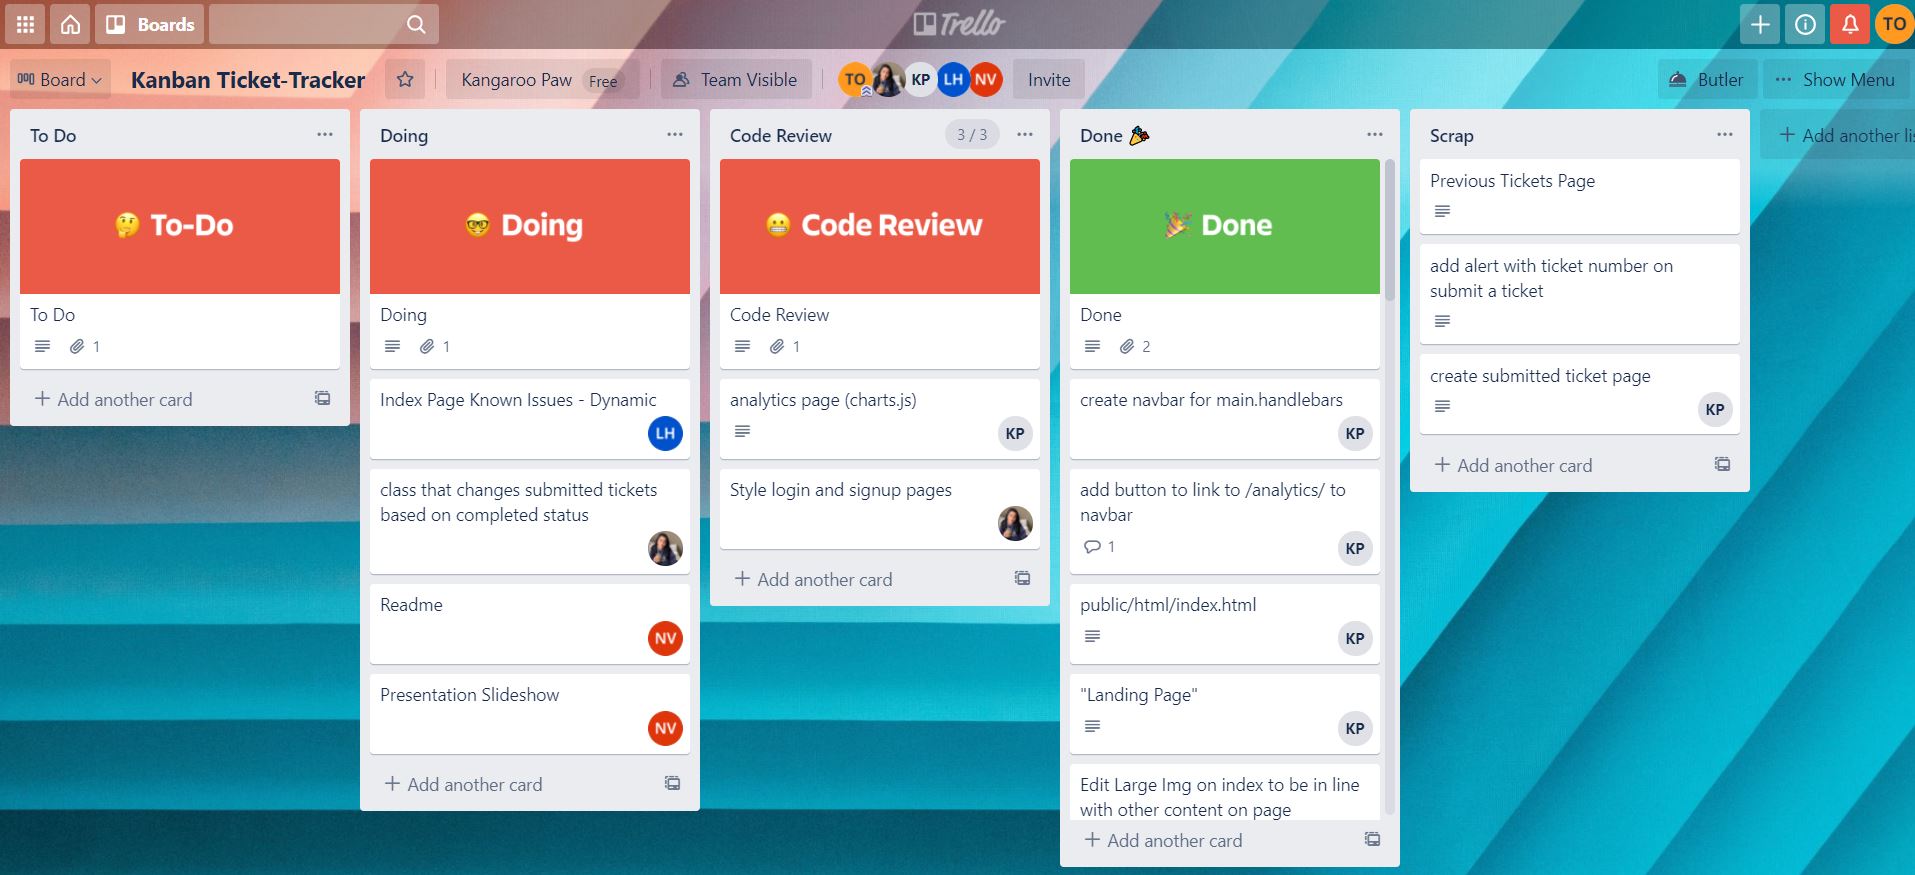 Boards
Trello
TO
Board
Kanban Ticket-Tracker
Kangaroo Paw Free
Team Visible
TO KP LH NV
Invite
Butler
Show Menu
To Do
To-Do
To Do
1
Add another card
Doing
Doing
Doing
1
Index Page Known Issues - Dynamic
LH
class that changes submitted tickets
based on completed status
Readme
NV
Presentation Slideshow
NV
Add another card
Code Review
3 / 3
Code Review
Code Review
1
analytics page (charts.js)
KP
Style login and signup pages
Add another card
Done
Done
Done
2
create navbar for main.handlebars
KP
add button to link to /analytics/ to
navbar
1
KP
public/html/index.html
KP
"Landing Page"
KP
Edit Large Img on index to be in line
with other content on page
Add another card
Scrap
Previous Tickets Page
add alert with ticket number on
submit a ticket
create submitted ticket page
KP
Add another card
Add another lis